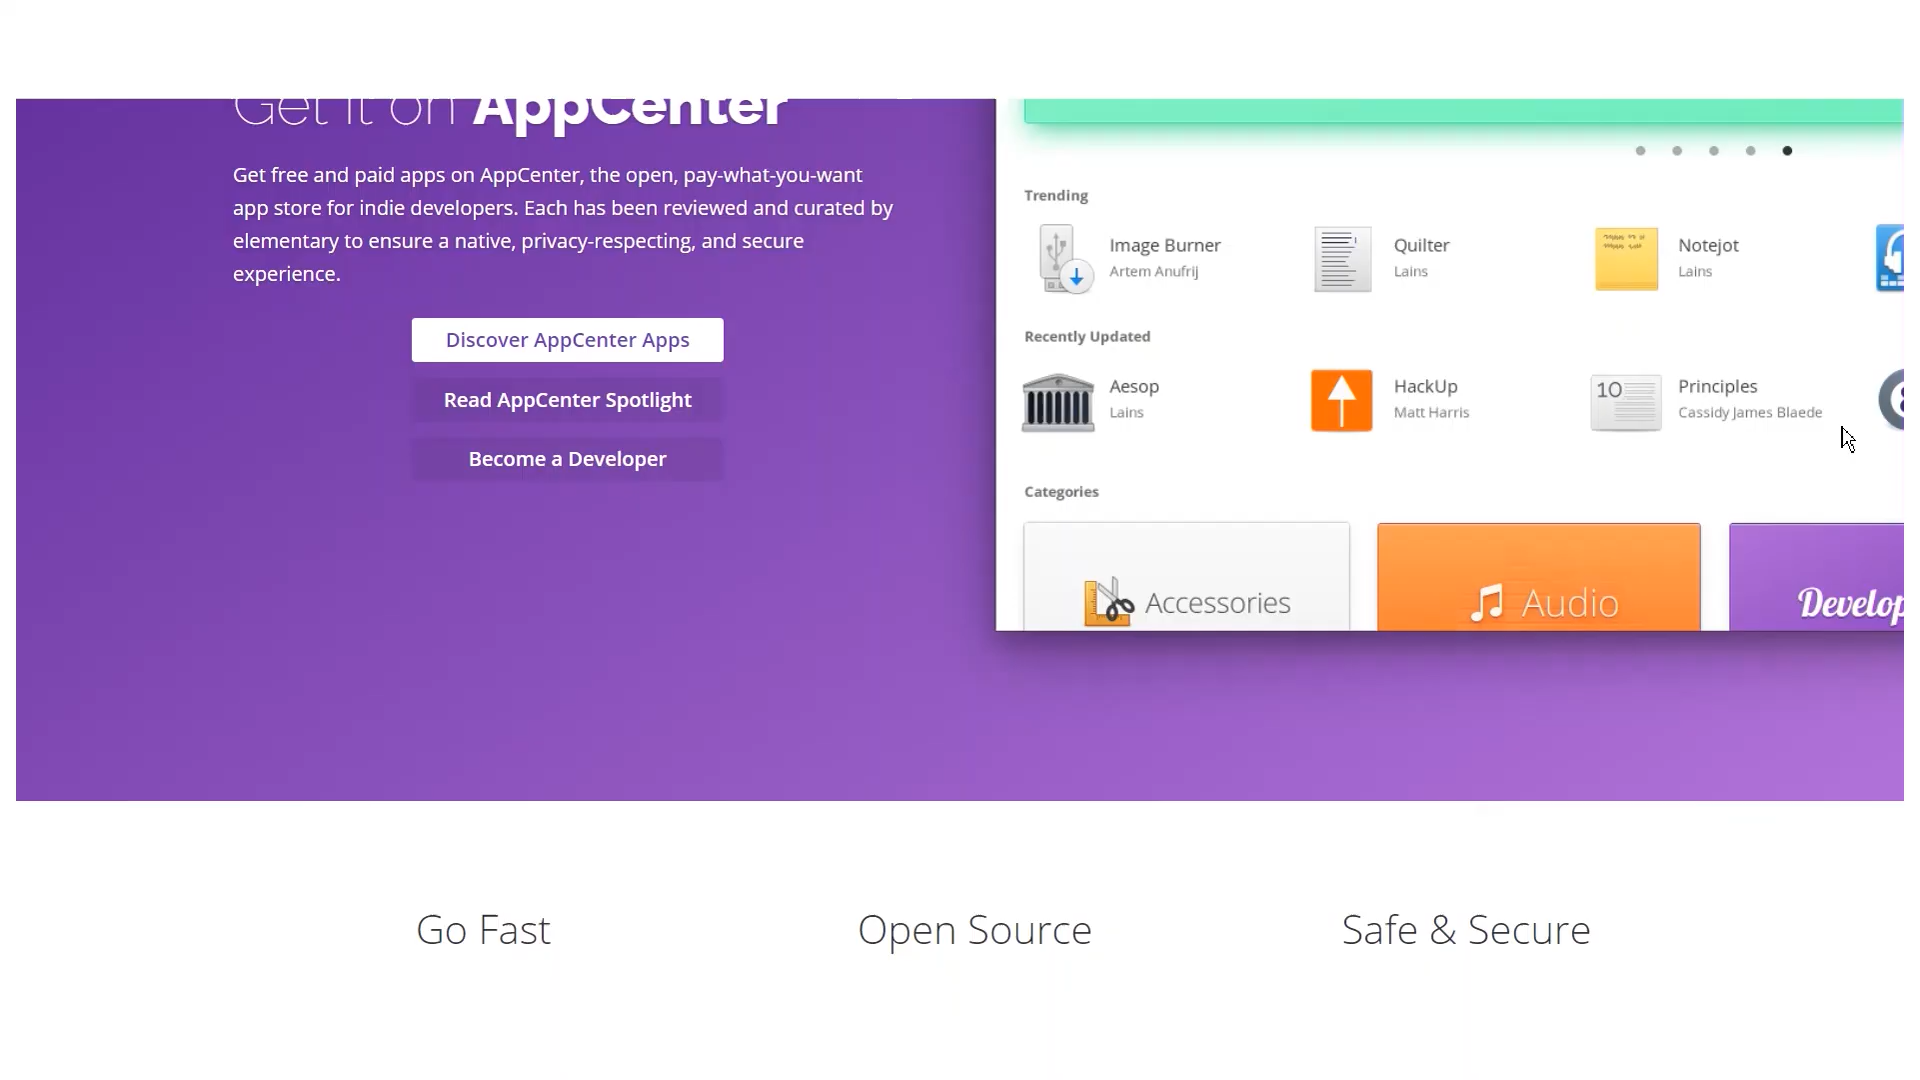 Get it on AppCenter
Get free and paid apps on AppCenter, the open, pay-what-you-want
app store for indie developers. Each has been reviewed and curated by
elementary to ensure a native, privacy-respecting, and secure
experience.
Discover AppCenter Apps
Read AppCenter Spotlight
Become a Developer
Trending
Image Burner
Artem Anufrij
Quilter
Lains
Notejot
Lains
Recently Updated
Aesop
Lains
HackUp
Matt Harris
10
Principles
Cassidy James Blaede
Categories
Accessories
Audio
Develop
Go Fast
Open Source
Safe & Secure